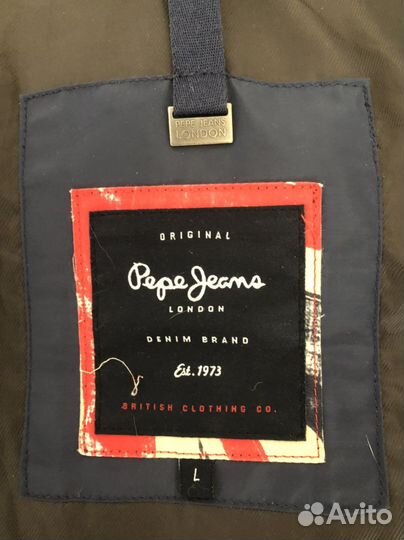 PEPE JEANS
LONDON
ORIGINAL
Pepe Jeans
LONDON
DENIM BRAND
Est. 1973
BRITISH CLOTHING CO.
L
Avito